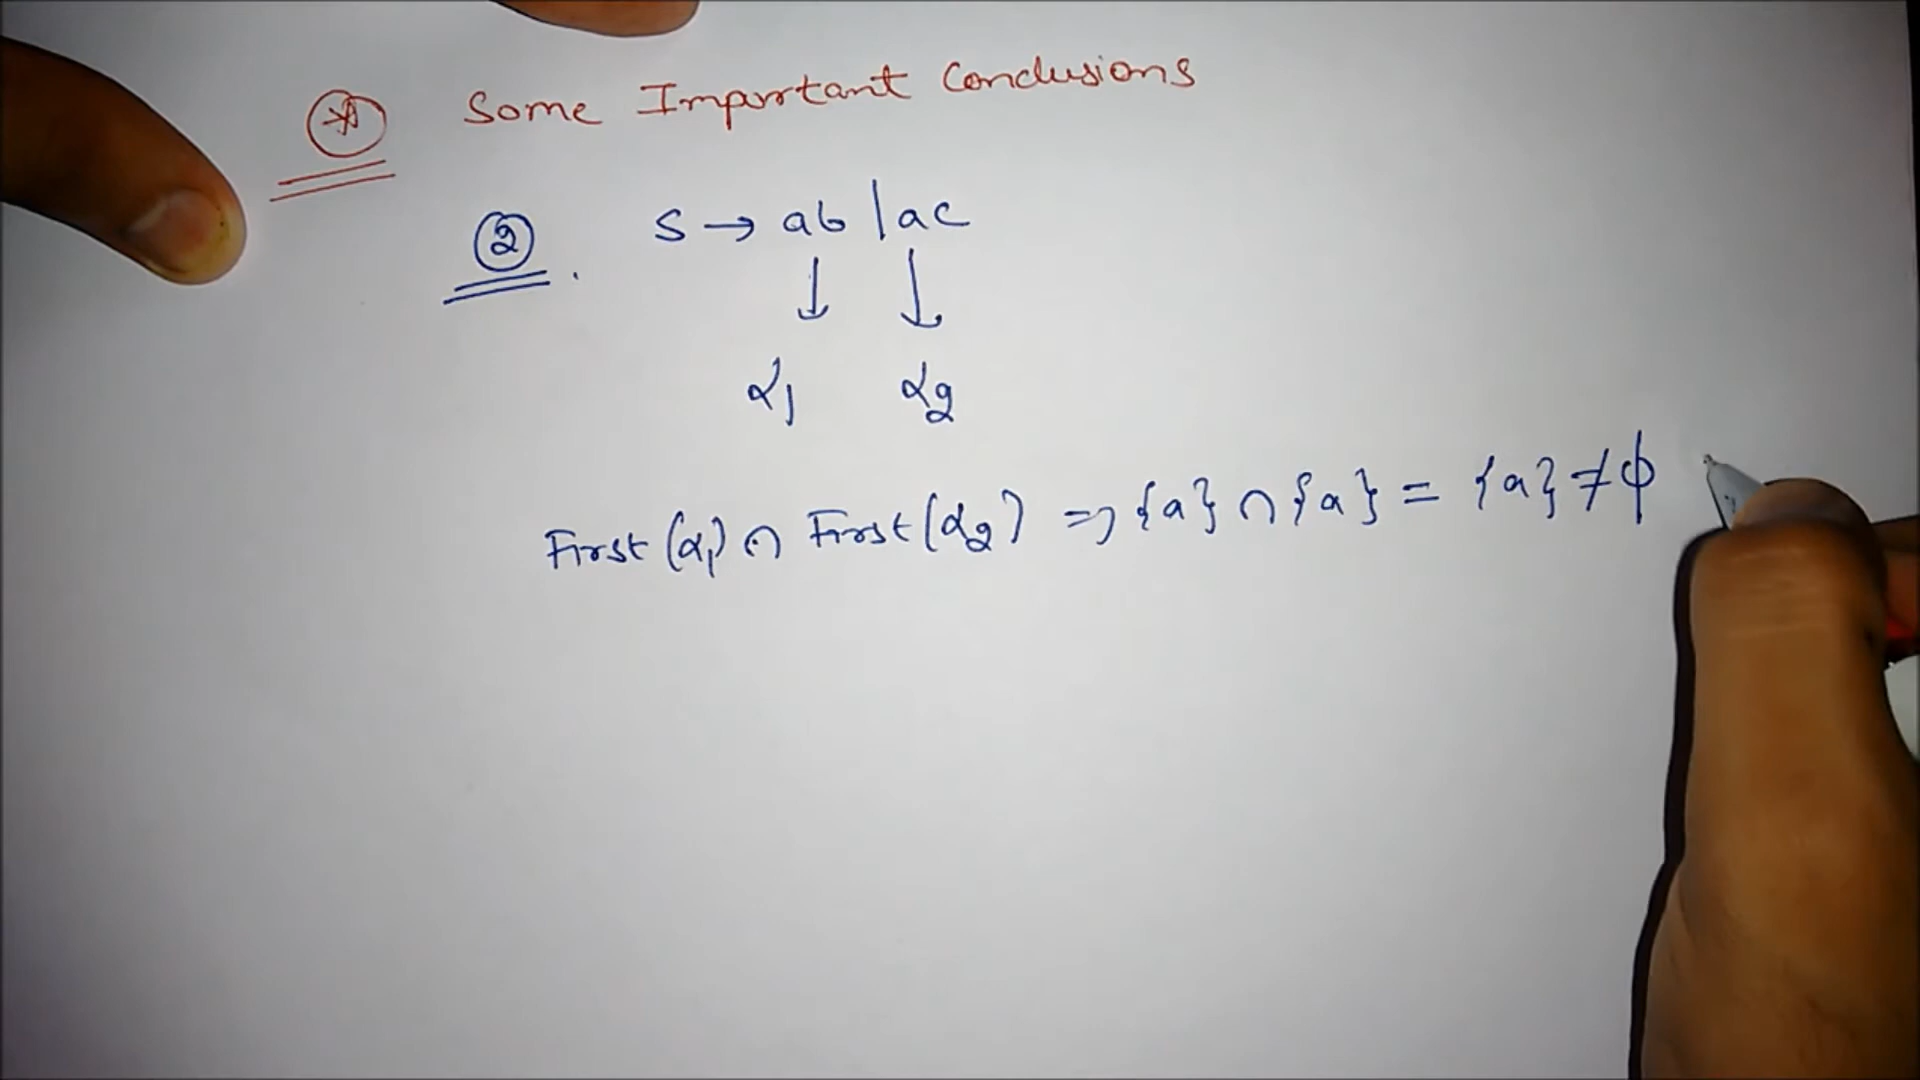 * Some Important Conclusions
2. S → ab | ac
↓ ↓
α1 α2
First (α1) ∩ First (α2) => {a} ∩ {a} = {a} ≠ ϕ